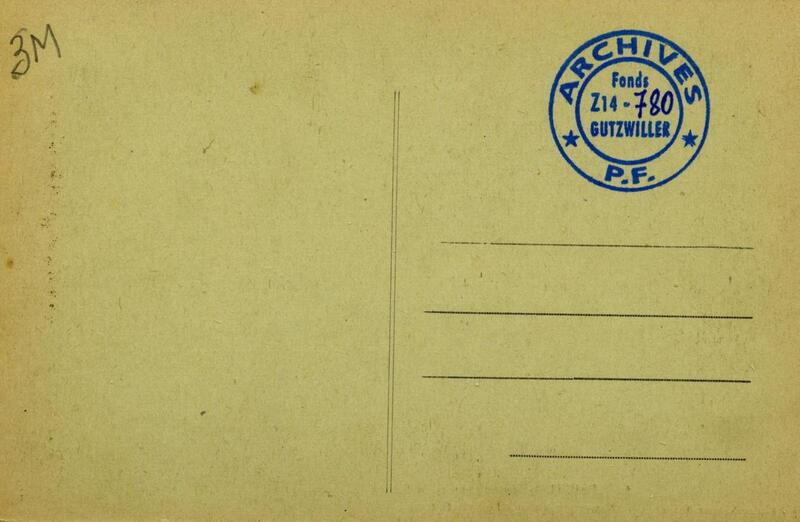 3M
ARCHIVES
Fonds
Z14 - 780
GUTZWILLER
P.F.